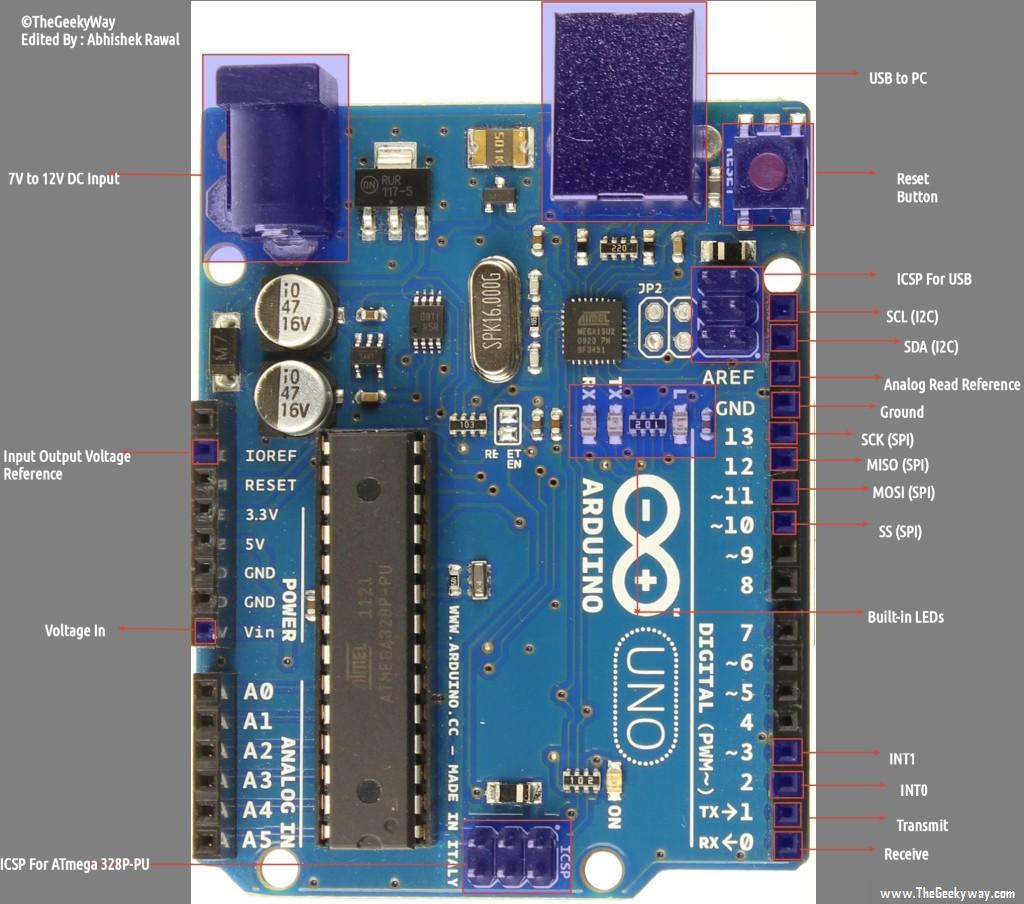 ©TheGeekyWay
Edited By : Abhishek Rawal
7V to 12V DC Input
USB to PC
Reset
Button
RESET
ICSP For USB
SCL (I2C)
SDA (I2C)
Analog Read Reference
Ground
SCK (SPI)
MISO (SPI)
MOSI (SPI)
SS (SPI)
Built-in LEDs
INT1
INT0
Transmit
Receive
Input Output Voltage
Reference
Voltage In
ICSP For ATmega 328P-PU
501K
RUR
117-5
220
JP2
47
16V
47
16V
M7
SPK16.000G
ATMEL
MEGA16U2
103
RX
TX
L
201
AREF
GND
13
12
~11
~10
~9
8
7
~6
~5
4
~3
2
TX→1
RX←0
DIGITAL (PWM~)
IOREF
RESET
3.3V
5V
GND
GND
Vin
POWER
A0
A1
A2
A3
A4
A5
ANALOG IN
ATMEL 1121
ATMEGA328P-PU
WWW.ARDUINO.CC - MADE IN ITALY
ARDUINO
UNO
102
ON
ICSP
www.TheGeekyway.com